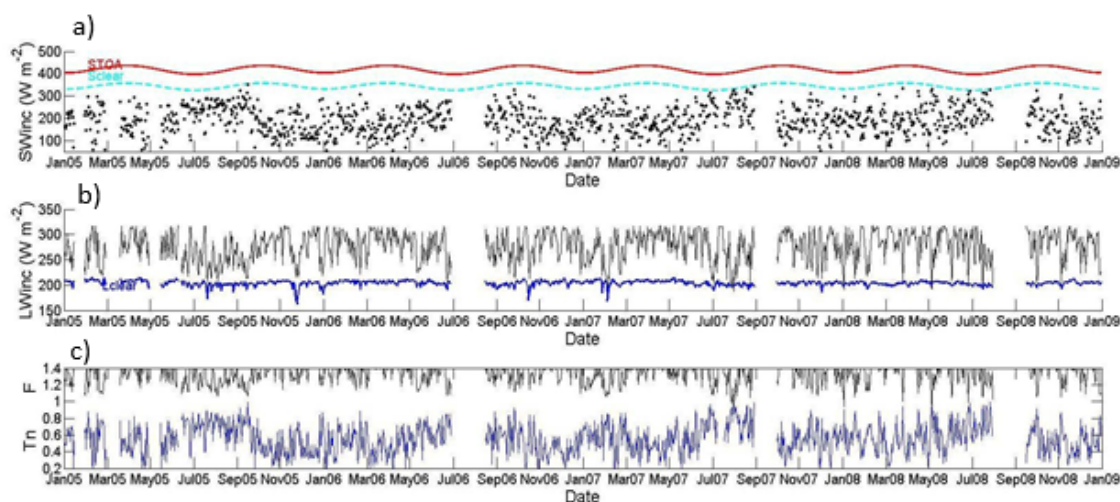 a)
500
400
300
200
100
SWinc (W m-2)
STOA
Sclear
Jan05 Mar05 May05 Jul05 Sep05 Nov05 Jan06 Mar06 May06 Jul06 Sep06 Nov06 Jan07 Mar07 May07 Jul07 Sep07 Nov07 Jan08 Mar08 May08 Jul08 Sep08 Nov08 Jan09
Date
b)
350
300
250
200
150
LWinc (W m-2)
Lclear
Jan05 Mar05 May05 Jul05 Sep05 Nov05 Jan06 Mar06 May06 Jul06 Sep06 Nov06 Jan07 Mar07 May07 Jul07 Sep07 Nov07 Jan08 Mar08 May08 Jul08 Sep08 Nov08 Jan09
Date
c)
1.4
1.2
1
0.8
0.6
0.4
0.2
F
Tn
Jan05 Mar05 May05 Jul05 Sep05 Nov05 Jan06 Mar06 May06 Jul06 Sep06 Nov06 Jan07 Mar07 May07 Jul07 Sep07 Nov07 Jan08 Mar08 May08 Jul08 Sep08 Nov08 Jan09
Date